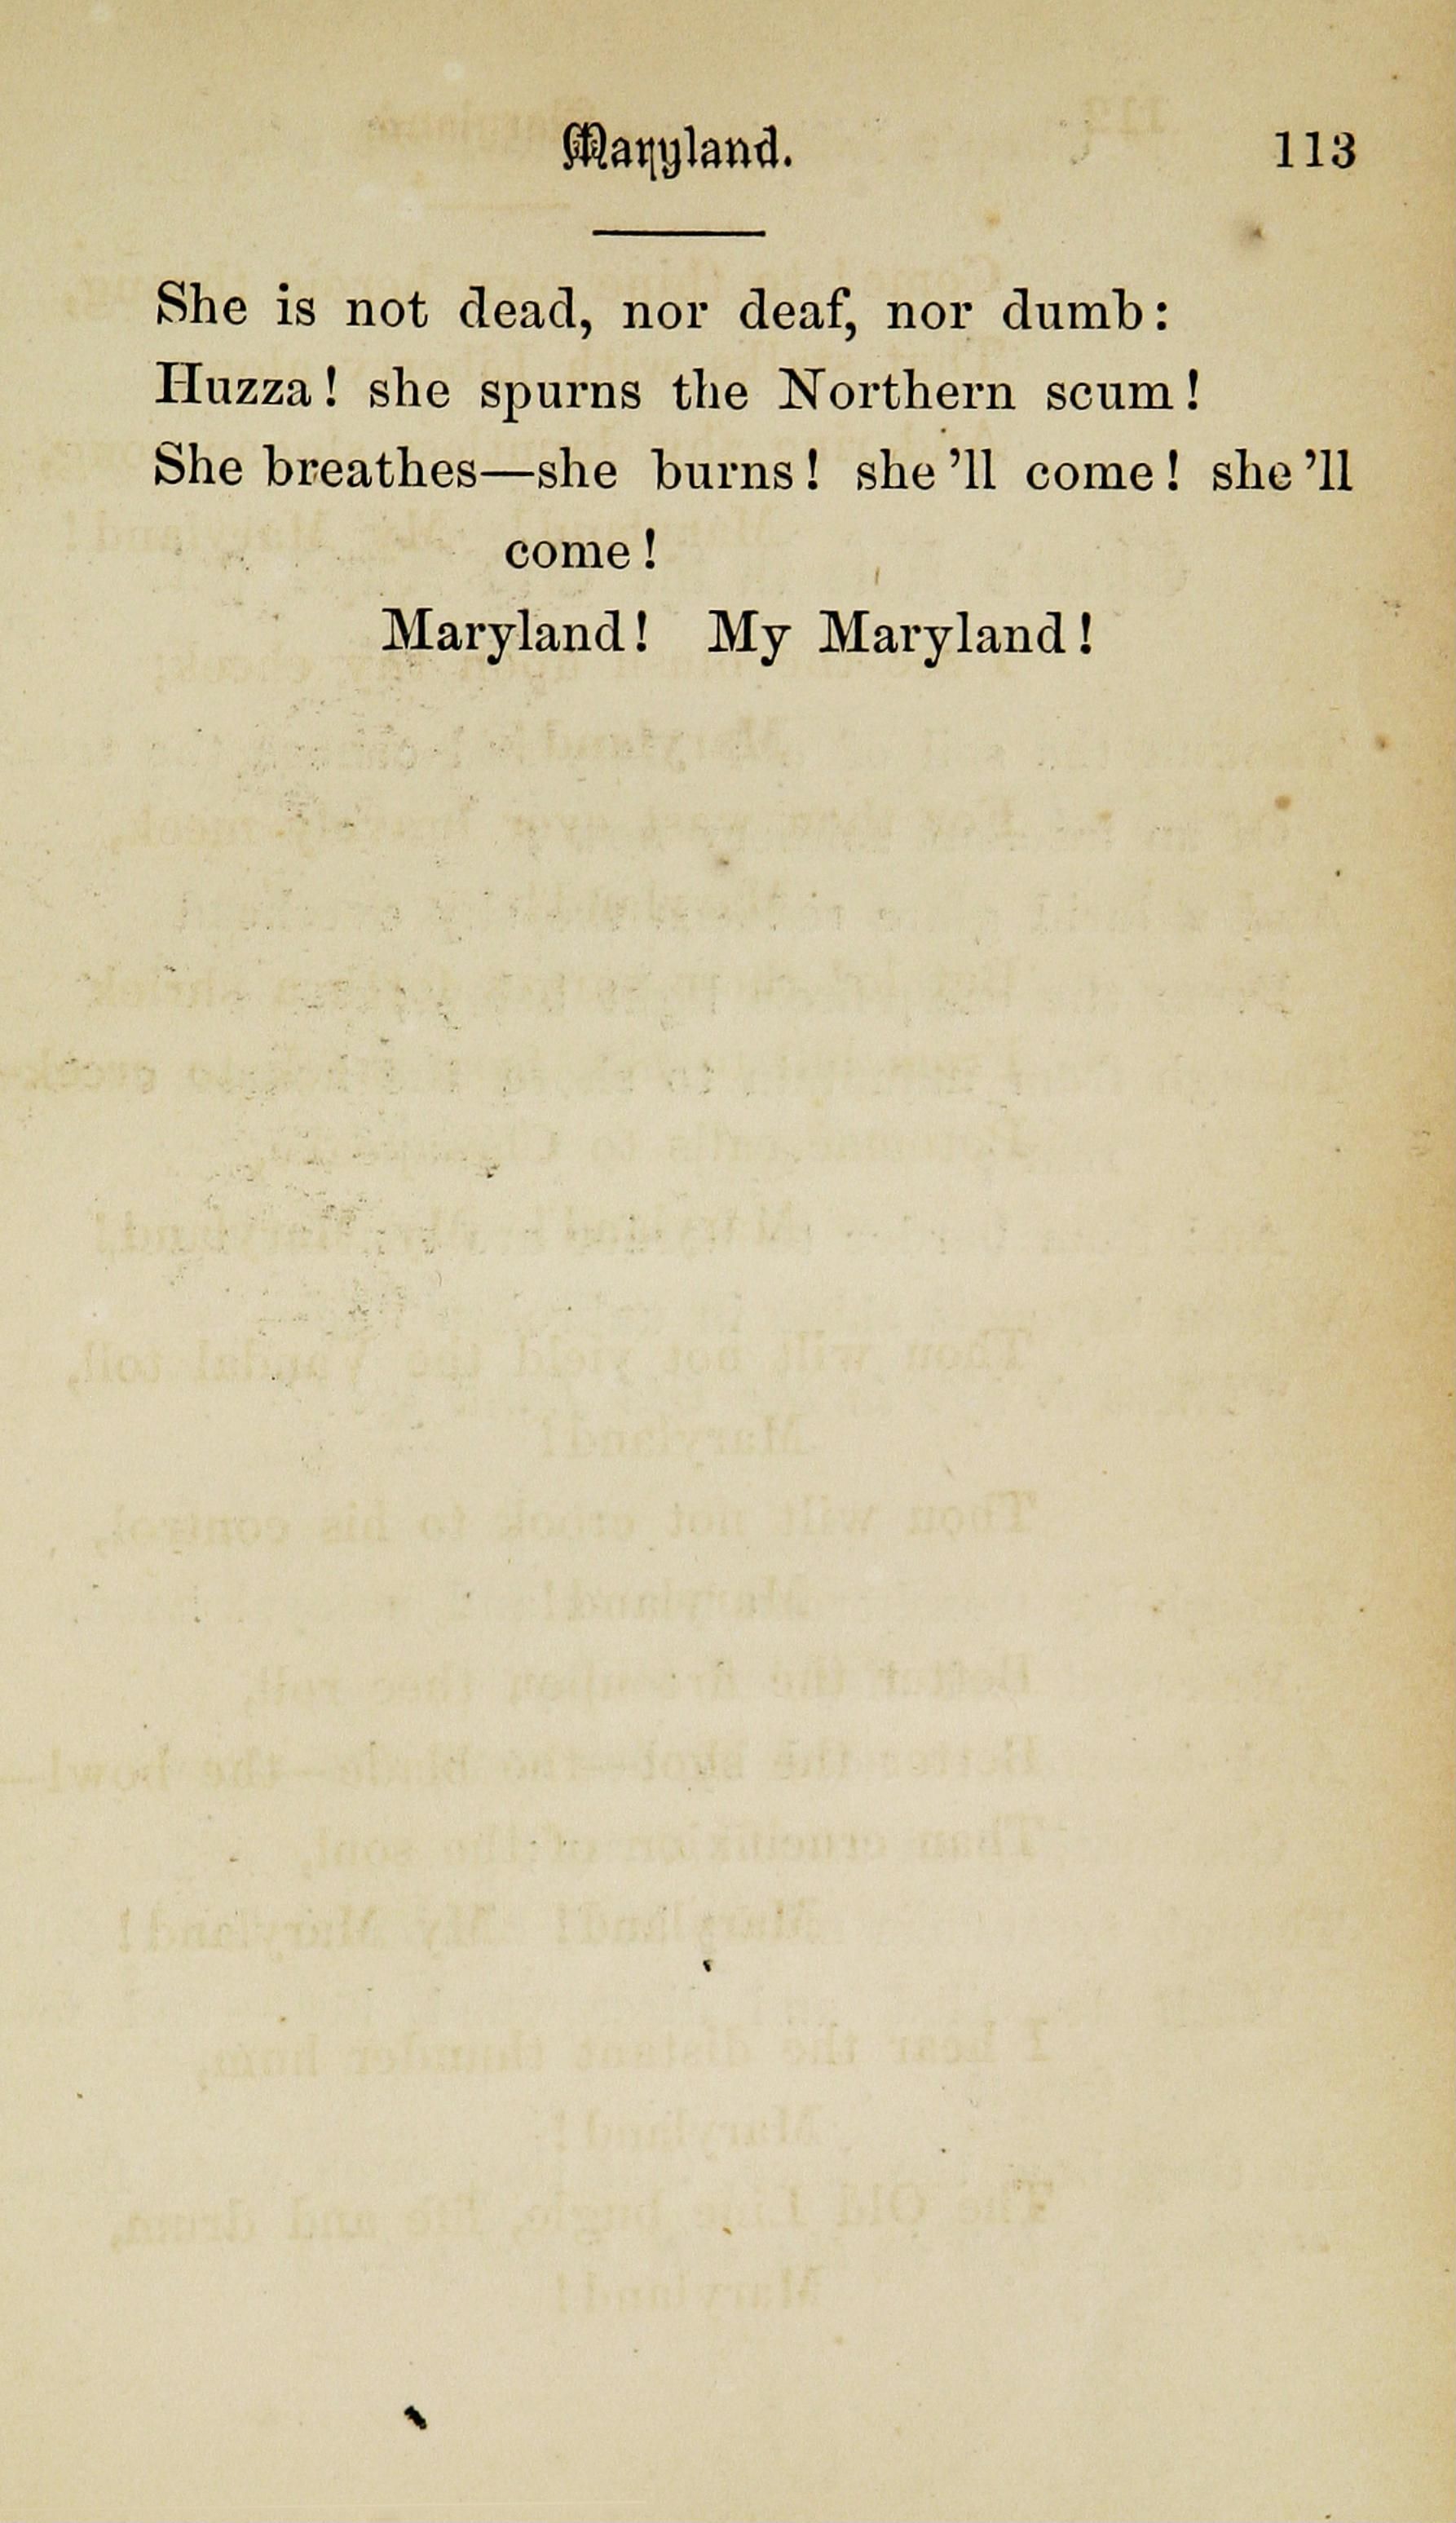 Maryland. 113
She is not dead, nor deaf, nor dumb:
Huzza! she spurns the Northern scum!
She breathes—she burns! she'll come! she'll
come!
Maryland! My Maryland!